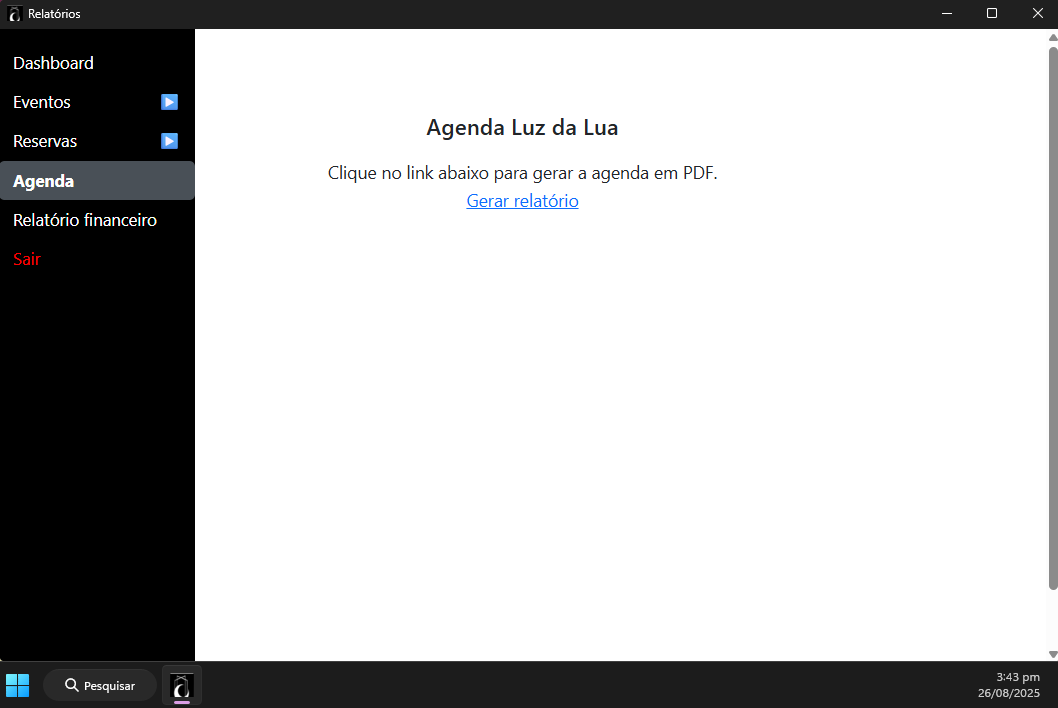 Relatórios
Dashboard
Eventos
Reservas
Agenda
Relatório financeiro
Sair
Agenda Luz da Lua
Clique no link abaixo para gerar a agenda em PDF.
Gerar relatório
Pesquisar
3:43 pm
26/08/2025